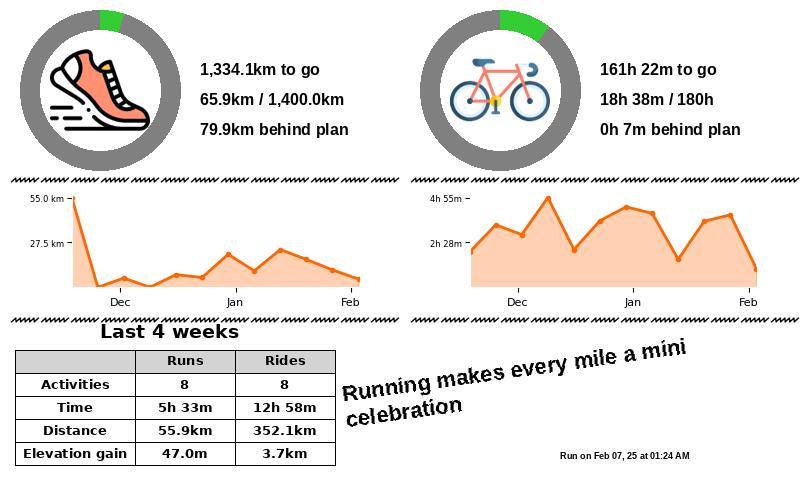 1,334.1km to go
65.9km / 1,400.0km
79.9km behind plan
161h 22m to go
18h 38m / 180h
0h 7m behind plan
55.0 km
27.5 km
Dec Jan Feb
4h 55m
2h 28m
Dec Jan Feb
Last 4 weeks
Runs Rides
Activities 8 8
Time 5h 33m 12h 58m
Distance 55.9km 352.1km
Elevation gain 47.0m 3.7km
Running makes every mile a mini
celebration
Run on Feb 07, 25 at 01:24 AM